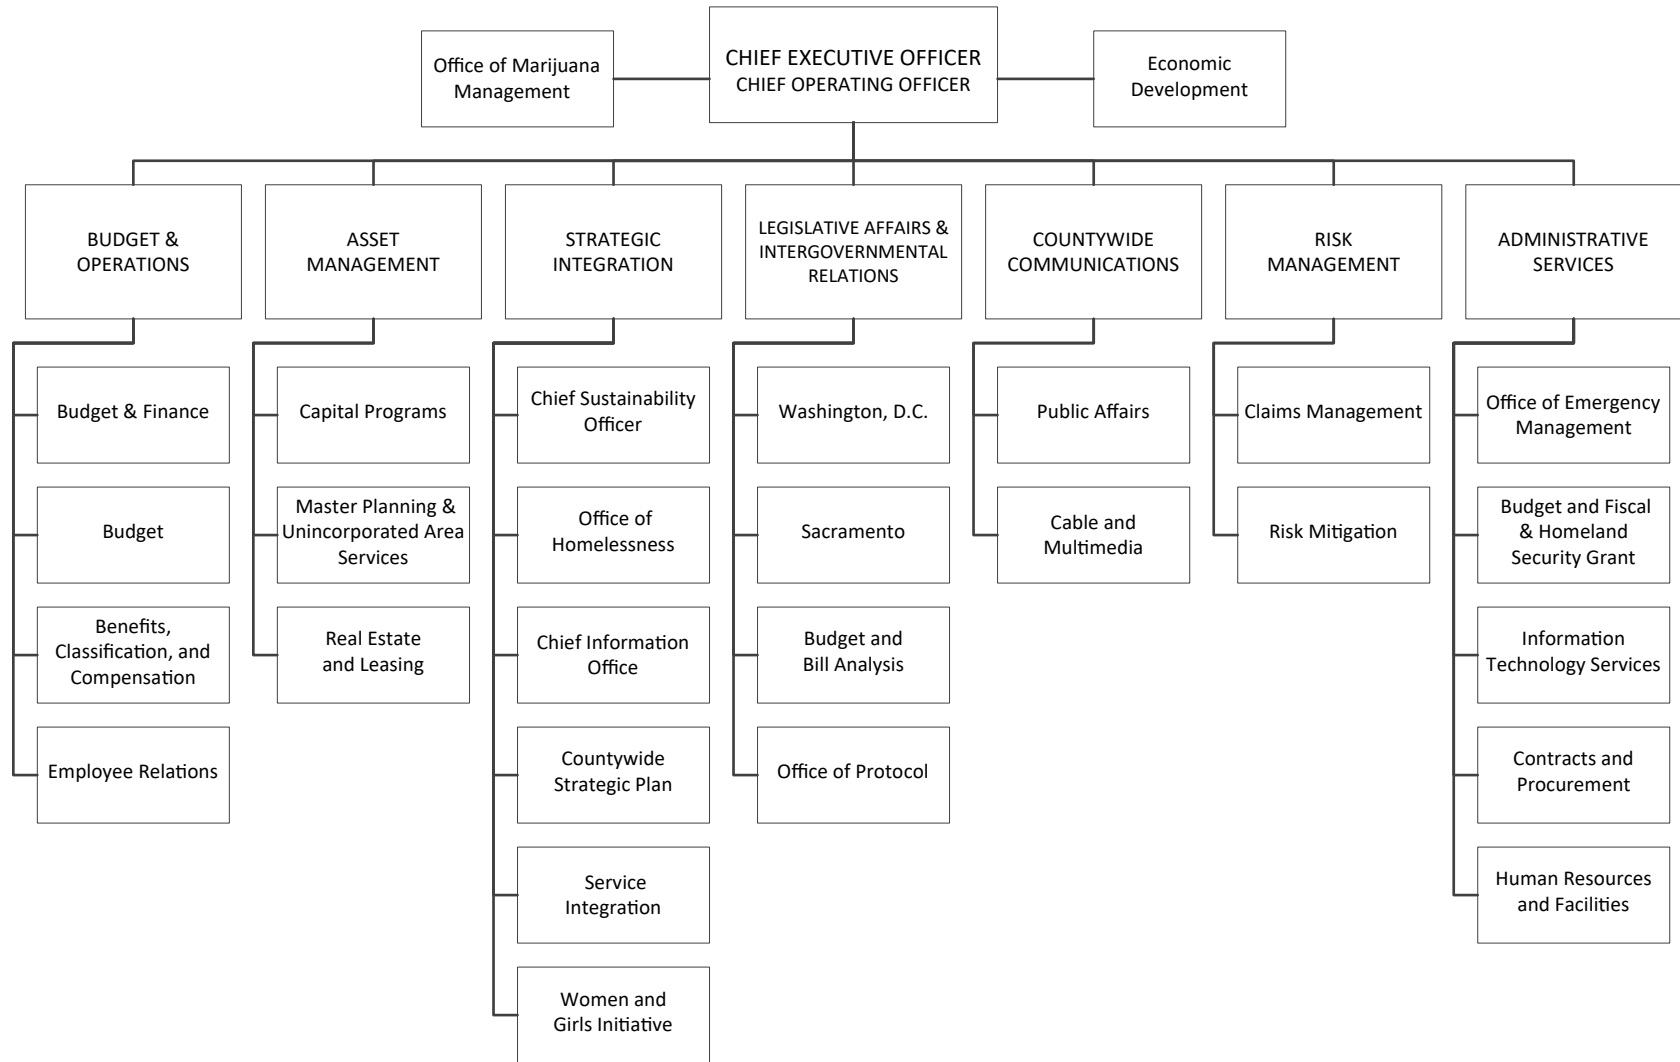 Office of Marijuana
Management
CHIEF EXECUTIVE OFFICER
CHIEF OPERATING OFFICER
Economic
Development
BUDGET &
OPERATIONS
ASSET
MANAGEMENT
STRATEGIC
INTEGRATION
LEGISLATIVE AFFAIRS &
INTERGOVERNMENTAL
RELATIONS
COUNTYWIDE
COMMUNICATIONS
RISK
MANAGEMENT
ADMINISTRATIVE
SERVICES
Budget & Finance
Budget
Benefits,
Classification, and
Compensation
Employee Relations
Capital Programs
Master Planning &
Unincorporated Area
Services
Real Estate
and Leasing
Chief Sustainability
Officer
Office of
Homelessness
Chief Information
Office
Countywide
Strategic Plan
Service
Integration
Women and
Girls Initiative
Washington, D.C.
Sacramento
Budget and
Bill Analysis
Office of Protocol
Public Affairs
Cable and
Multimedia
Claims Management
Risk Mitigation
Office of Emergency
Management
Budget and Fiscal
& Homeland
Security Grant
Information
Technology Services
Contracts and
Procurement
Human Resources
and Facilities